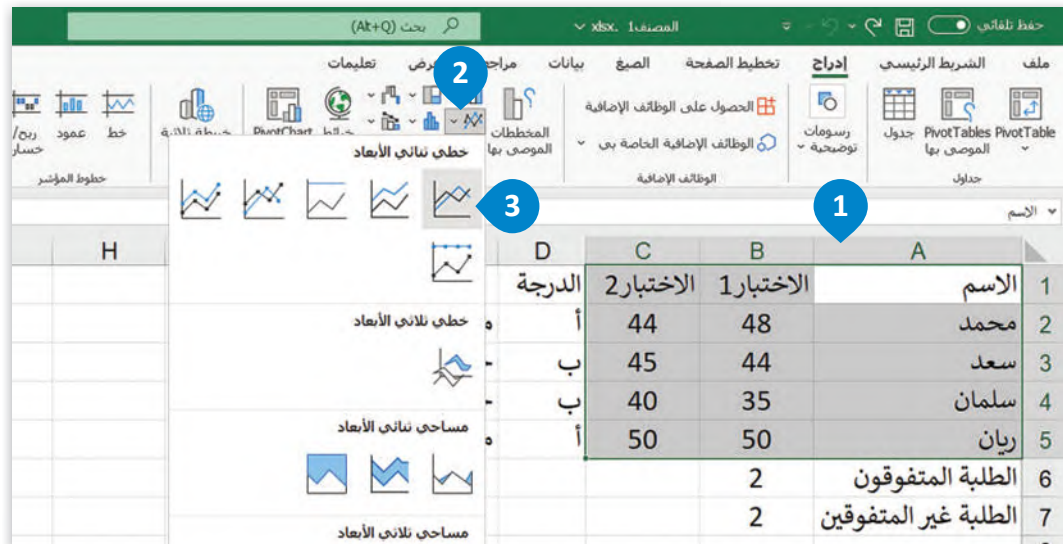 حفظ تلقائي المصنف1 .xlsx بحث (Alt+Q)
ملف الشريط الرئيسي إدراج تخطيط الصفحة الصيغ بيانات تعليمات
PivotTable PivotTables الموصى بها جدول
رسومات توضيحية
الحصول على الوظائف الإضافية
الوظائف الإضافية الخاصة بي
المخططات الموصى بها
PivotChart
خط عمود ربح/خسار
جداول الوظائف الإضافية خطوط المؤشر
2
خطي ثنائي الأبعاد
3
خطي ثلاثي الأبعاد
مساحي ثنائي الأبعاد
مساحي ثلاثي الأبعاد
1
الاسم
A B C D H
1 الاسم الاختبار1 الاختبار2 الدرجة
2 محمد 48 44 أ
3 سعد 44 45 ب
4 سلمان 35 40 ب
5 ريان 50 50 أ
6 الطلبة المتفوقون 2
7 الطلبة غير المتفوقين 2